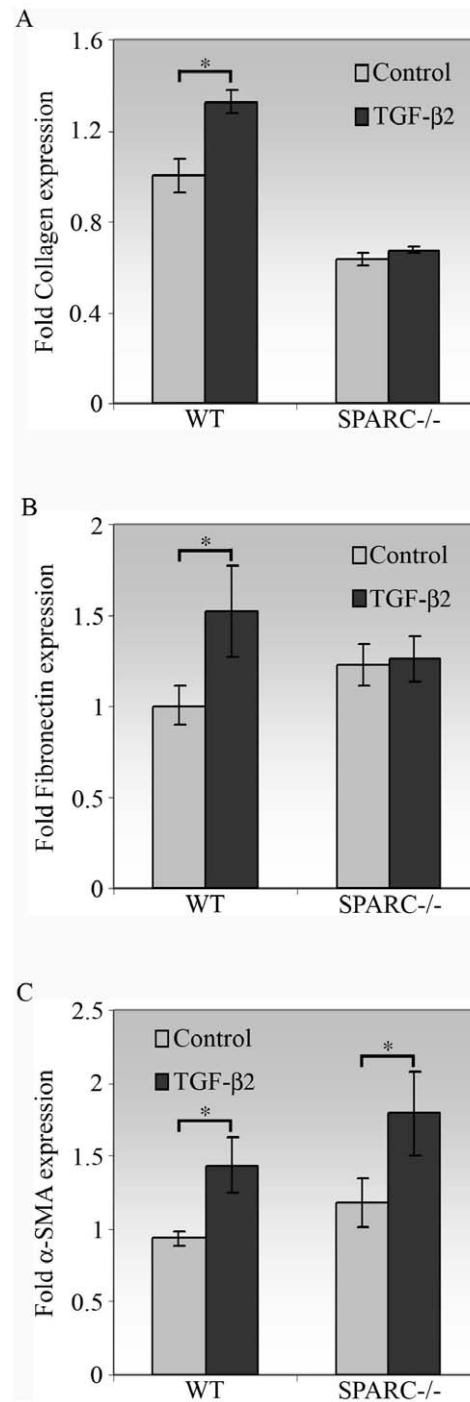 A
1.6
1.2
0.8
0.4
0
Fold Collagen expression
*
Control
TGF-β2
WT
SPARC-/-
B
2
1.5
1
0.5
0
Fold Fibronectin expression
*
Control
TGF-β2
WT
SPARC-/-
C
2.5
2
1.5
1
0.5
0
Fold α-SMA expression
Control
TGF-β2
*
*
WT
SPARC-/-